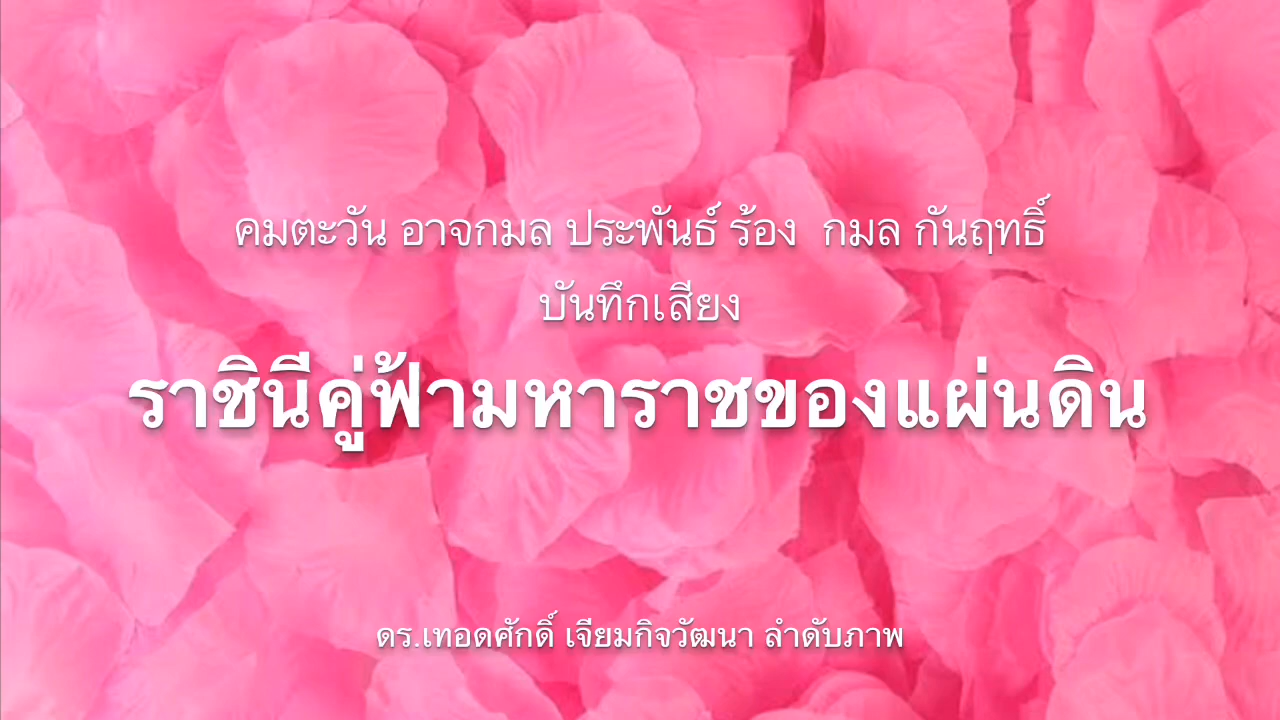 คมตะวัน อาจกมล ประพันธ์ ร้อง  กมล กันฤทธิ์
บันทึกเสียง
ราชินีคู่ฟ้ามหาราชของแผ่นดิน
ดร.เทอดศักดิ์ เจียมกิจวัฒนา ลำดับภาพ